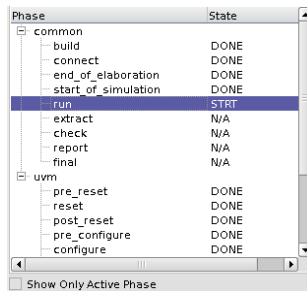 Phase State
common
build DONE
connect DONE
end_of_elaboration DONE
start_of_simulation DONE
run STRT
extract N/A
check N/A
report N/A
final N/A
uvm
pre_reset DONE
reset DONE
post_reset DONE
pre_configure DONE
configure DONE
Show Only Active Phase